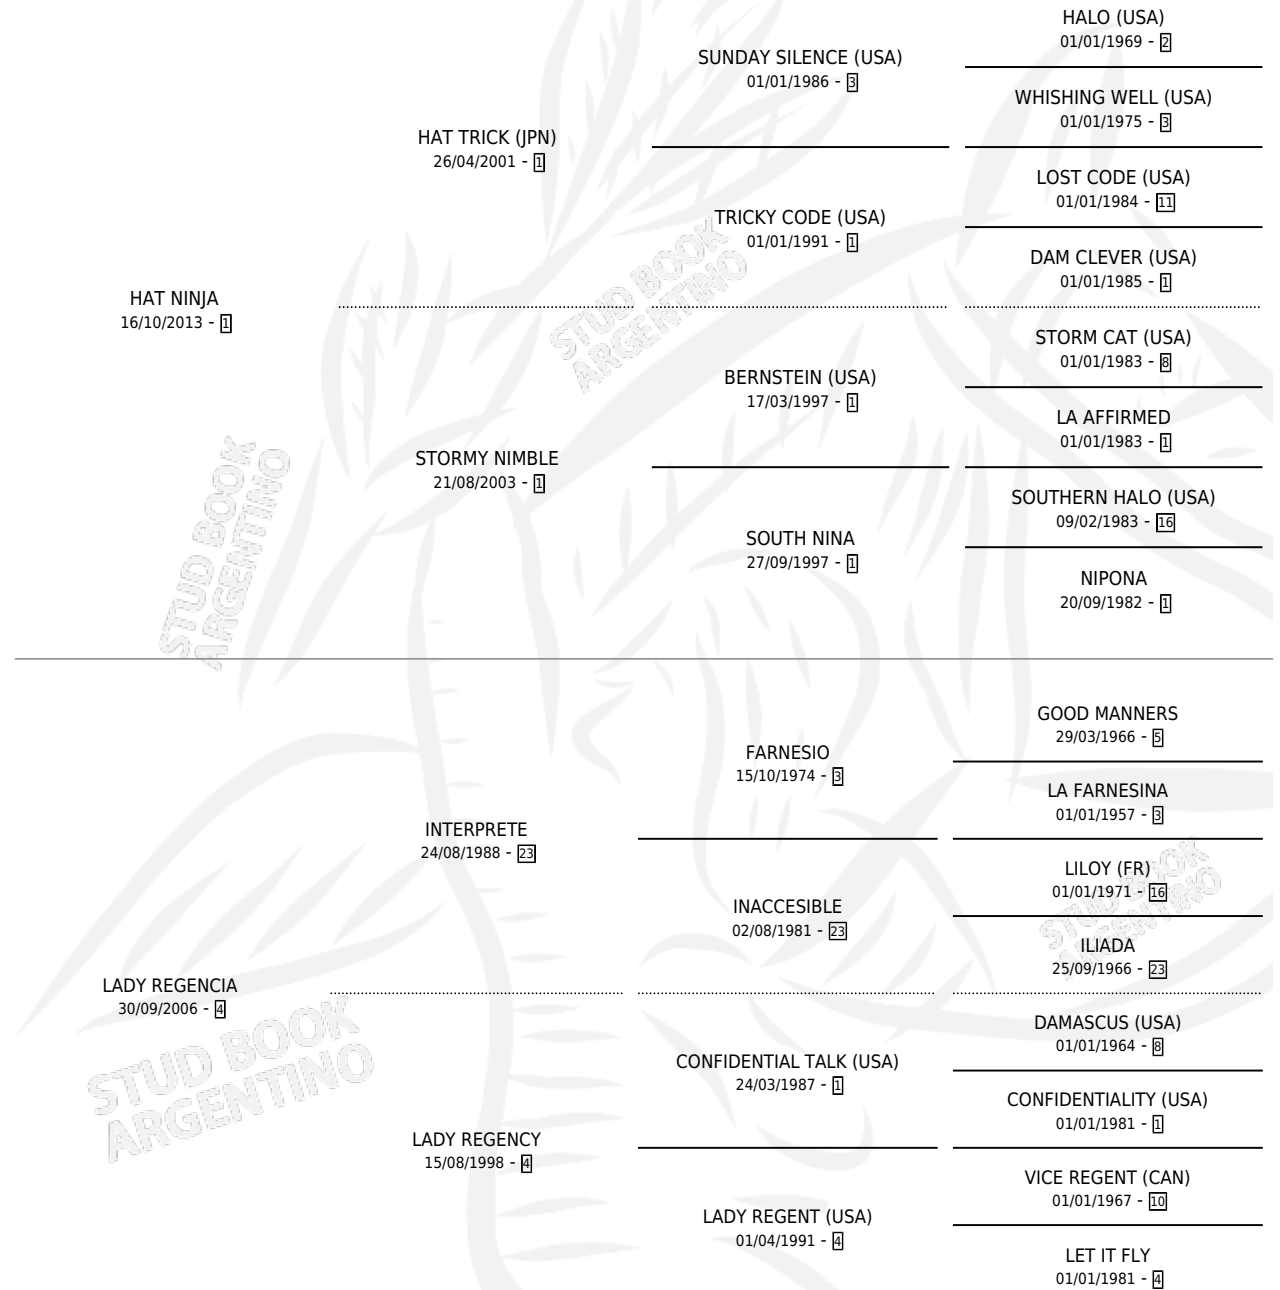 HALO (USA)
01/01/1969 - 2
SUNDAY SILENCE (USA)
01/01/1986 - 3
WHISHING WELL (USA)
01/01/1975 - 3
HAT TRICK (JPN)
26/04/2001 - 1
LOST CODE (USA)
01/01/1984 - 11
TRICKY CODE (USA)
01/01/1991 - 1
DAM CLEVER (USA)
01/01/1985 - 1
HAT NINJA
16/10/2013 - 1
STUD BOOK
ARGENTINO
STORM CAT (USA)
01/01/1983 - 8
BERNSTEIN (USA)
17/03/1997 - 1
LA AFFIRMED
01/01/1983 - 1
STORMY NIMBLE
21/08/2003 - 1
SOUTHERN HALO (USA)
09/02/1983 - 16
SOUTH NINA
27/09/1997 - 1
NIPONA
20/09/1982 - 1
STUD BOOK
ARGENTINO
GOOD MANNERS
29/03/1966 - 5
FARNESIO
15/10/1974 - 3
LA FARNESINA
01/01/1957 - 3
INTERPRETE
24/08/1988 - 23
LILOY (FR)
01/01/1971 - 16
INACCESIBLE
02/08/1981 - 23
ILIADA
25/09/1966 - 23
STUD BOOK
ARGENTINO
LADY REGENCIA
30/09/2006 - 4
DAMASCUS (USA)
01/01/1964 - 8
CONFIDENTIAL TALK (USA)
24/03/1987 - 1
CONFIDENTIALITY (USA)
01/01/1981 - 1
STUD BOOK
ARGENTINO
LADY REGENCY
15/08/1998 - 4
VICE REGENT (CAN)
01/01/1967 - 10
LADY REGENT (USA)
01/04/1991 - 4
LET IT FLY
01/01/1981 - 4